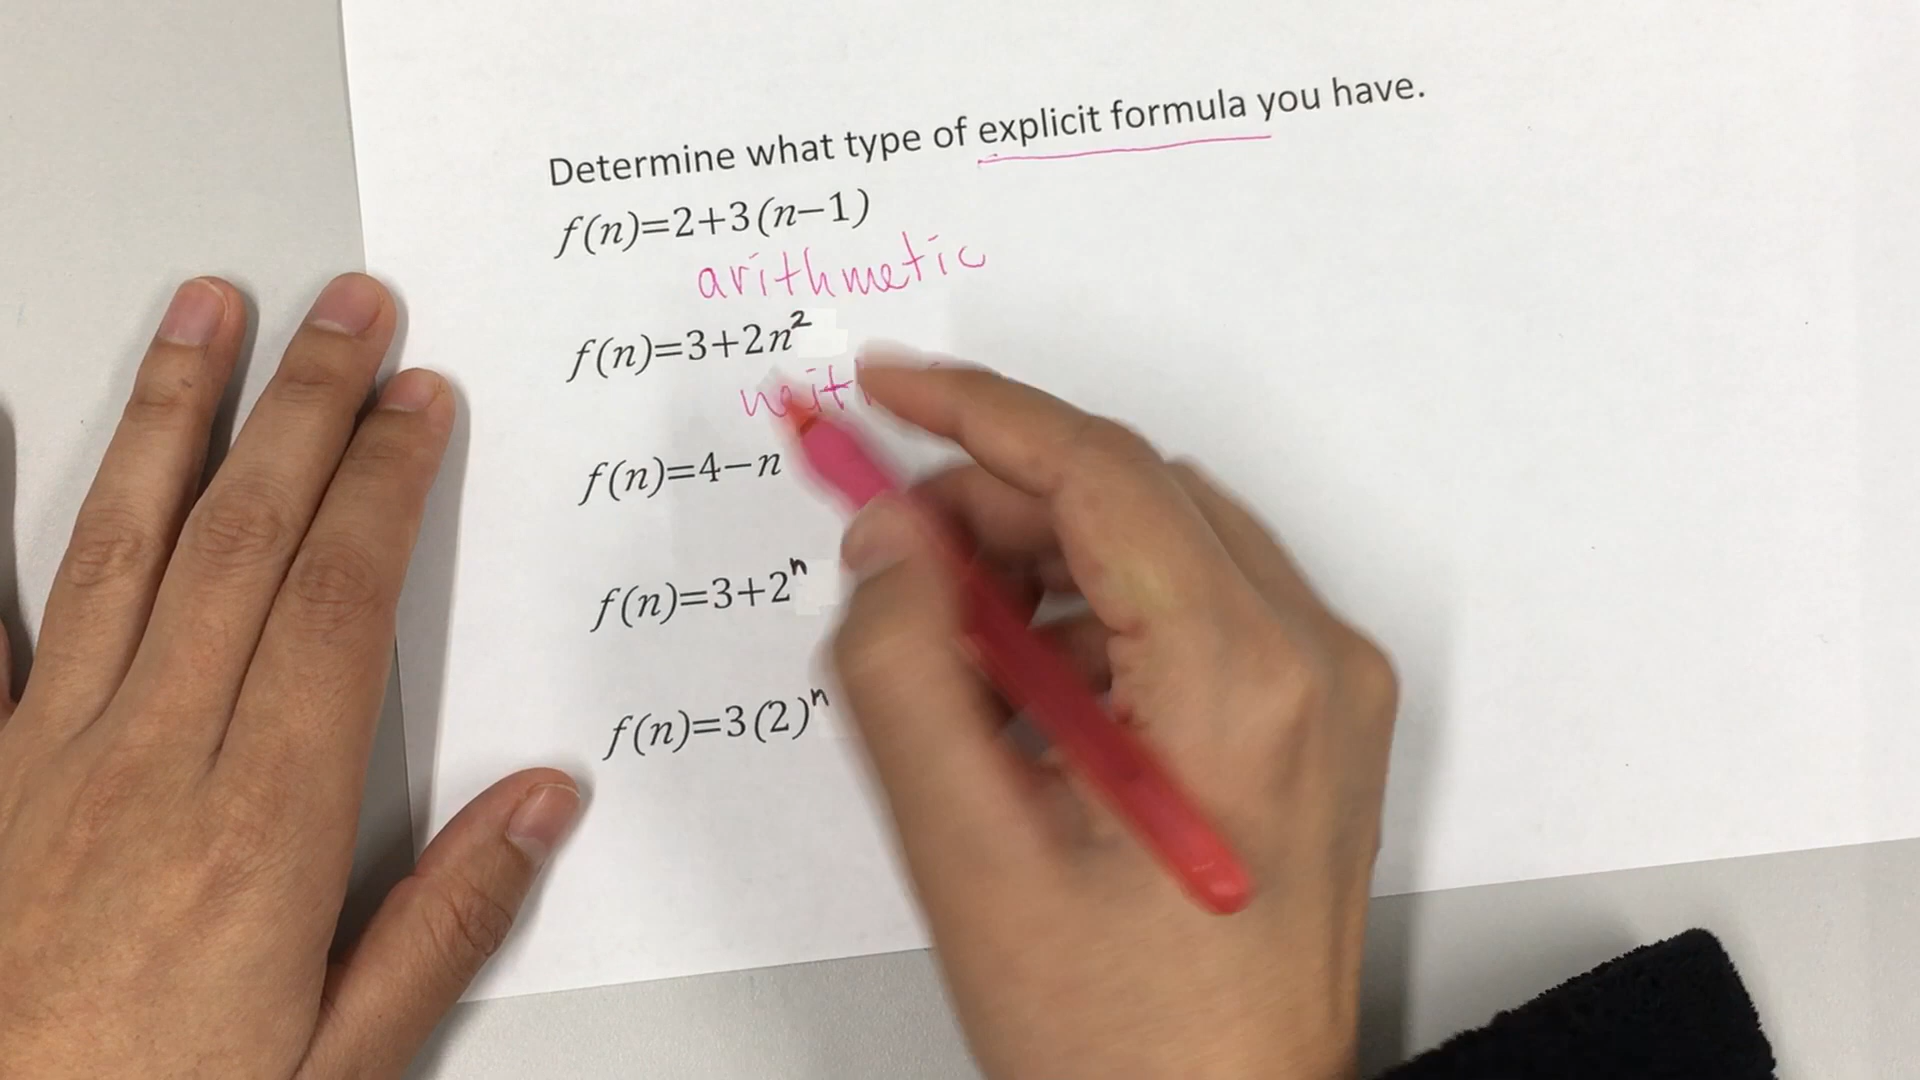 Determine what type of explicit formula you have.
f(n)=2+3(n−1)
arithmetic
f(n)=3+2n²
f(n)=4−n
f(n)=3+2ⁿ
f(n)=3(2)ⁿ